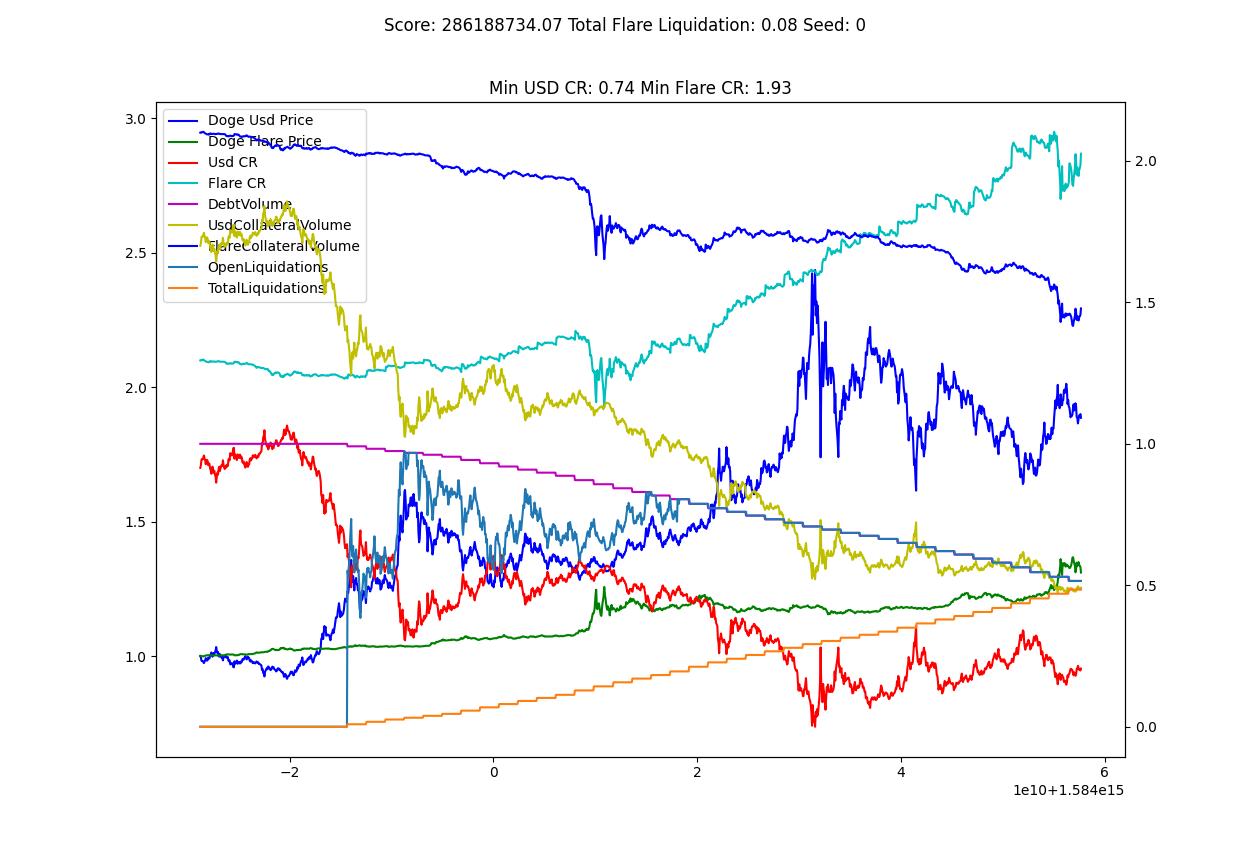 Score: 286188734.07 Total Flare Liquidation: 0.08 Seed: 0
Min USD CR: 0.74 Min Flare CR: 1.93
3.0
2.5
2.0
1.5
1.0
Doge Usd Price
Doge Flare Price
Usd CR
Flare CR
DebtVolume
UsdCollateralVolume
FlareCollateralVolume
OpenLiquidations
TotalLiquidations
2.0
1.5
1.0
0.5
0.0
−2 0 2 4 6
1e10+1.584e15